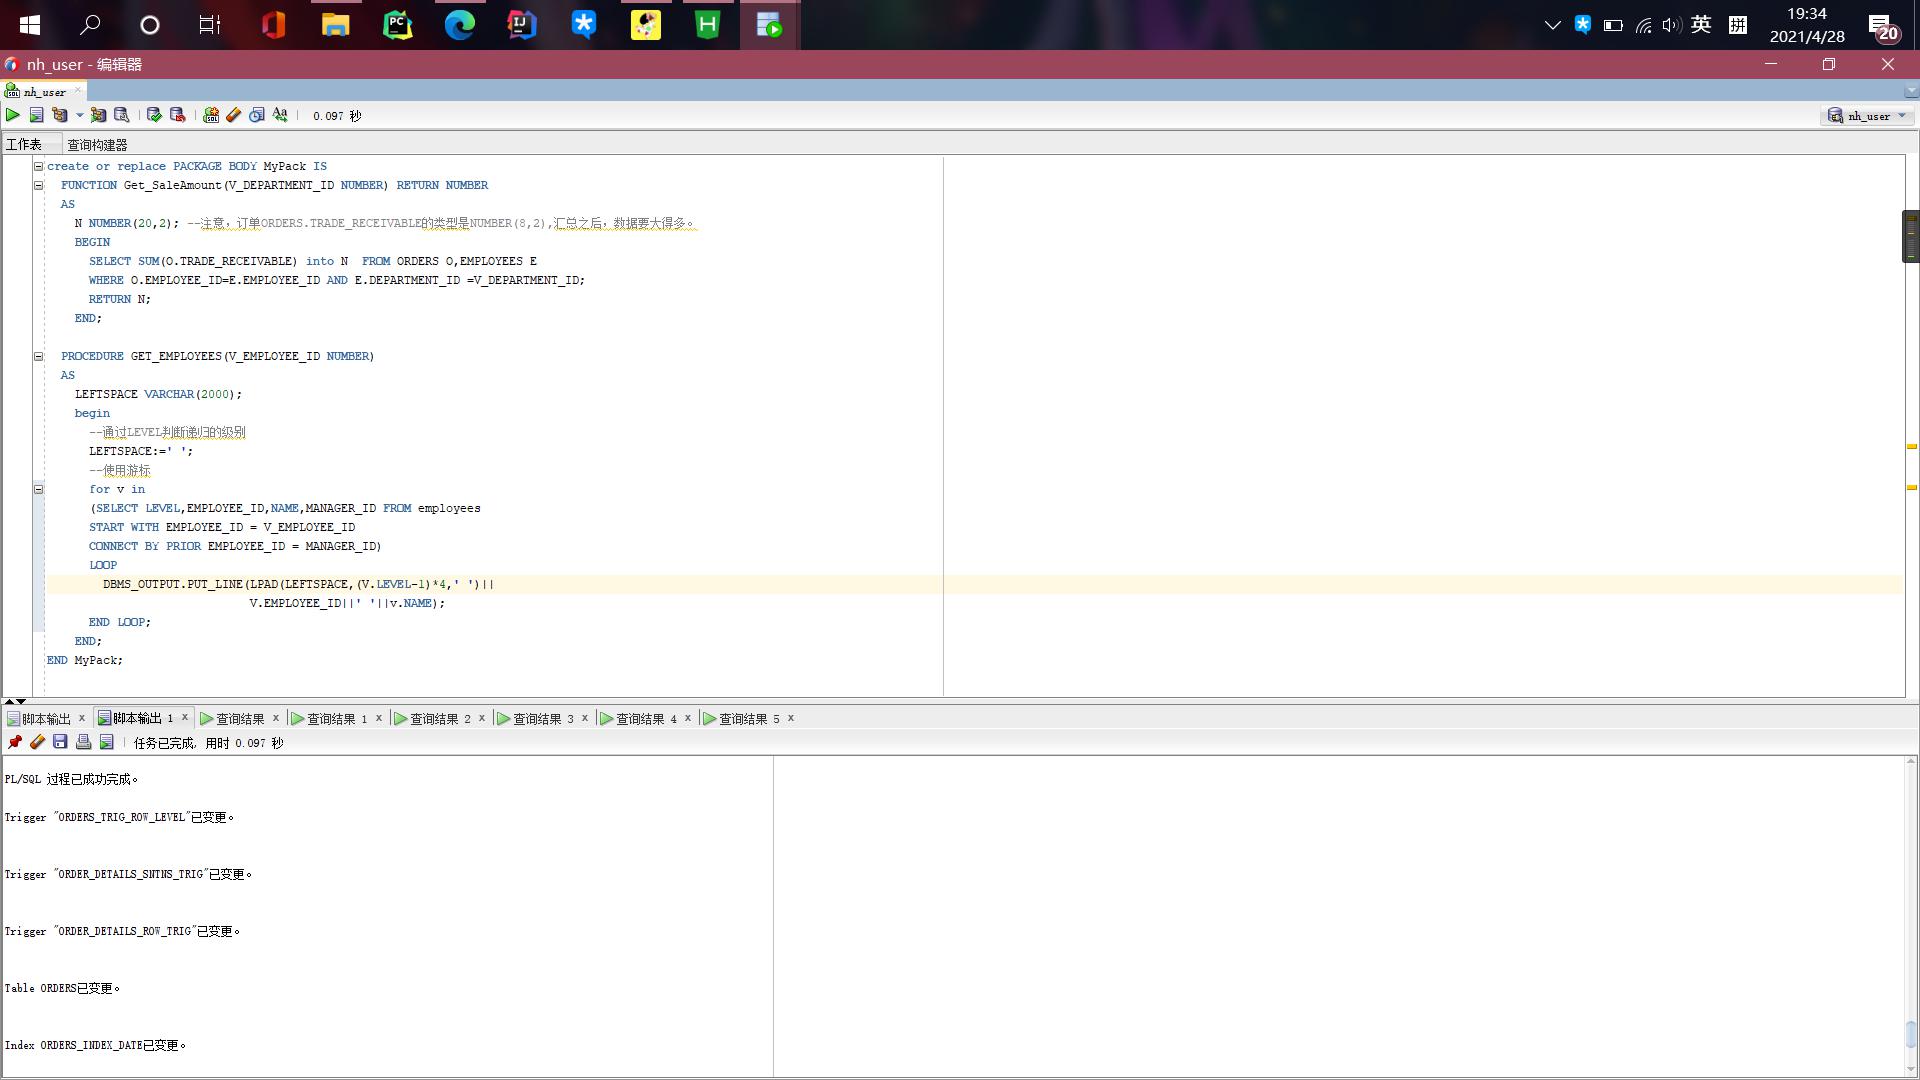 英
拼
19:34
2021/4/28
20
nh_user - 编辑器
nh_user
0.097 秒
nh_user
工作表
查询构建器
create or replace PACKAGE BODY MyPack IS
FUNCTION Get_SaleAmount(V_DEPARTMENT_ID NUMBER) RETURN NUMBER
AS
N NUMBER(20,2); --注意，订单ORDERS.TRADE_RECEIVABLE的类型是NUMBER(8,2),汇总之后，数据要大得多。
BEGIN
SELECT SUM(O.TRADE_RECEIVABLE) into N  FROM ORDERS O,EMPLOYEES E
WHERE O.EMPLOYEE_ID=E.EMPLOYEE_ID AND E.DEPARTMENT_ID =V_DEPARTMENT_ID;
RETURN N;
END;
PROCEDURE GET_EMPLOYEES(V_EMPLOYEE_ID NUMBER)
AS
LEFTSPACE VARCHAR(2000);
begin
--通过LEVEL判断递归的级别
LEFTSPACE:=' ';
--使用游标
for v in
(SELECT LEVEL,EMPLOYEE_ID,NAME,MANAGER_ID FROM employees
START WITH EMPLOYEE_ID = V_EMPLOYEE_ID
CONNECT BY PRIOR EMPLOYEE_ID = MANAGER_ID)
LOOP
DBMS_OUTPUT.PUT_LINE(LPAD(LEFTSPACE,(V.LEVEL-1)*4,' ')||
V.EMPLOYEE_ID||' '||v.NAME);
END LOOP;
END;
END MyPack;
脚本输出 x 脚本输出 1 x 查询结果 x 查询结果 1 x 查询结果 2 x 查询结果 3 x 查询结果 4 x 查询结果 5 x
任务已完成, 用时 0.097 秒
PL/SQL 过程已成功完成。
Trigger "ORDERS_TRIG_ROW_LEVEL"已变更。
Trigger "ORDER_DETAILS_SNTNS_TRIG"已变更。
Trigger "ORDER_DETAILS_ROW_TRIG"已变更。
Table ORDERS已变更。
Index ORDERS_INDEX_DATE已变更。